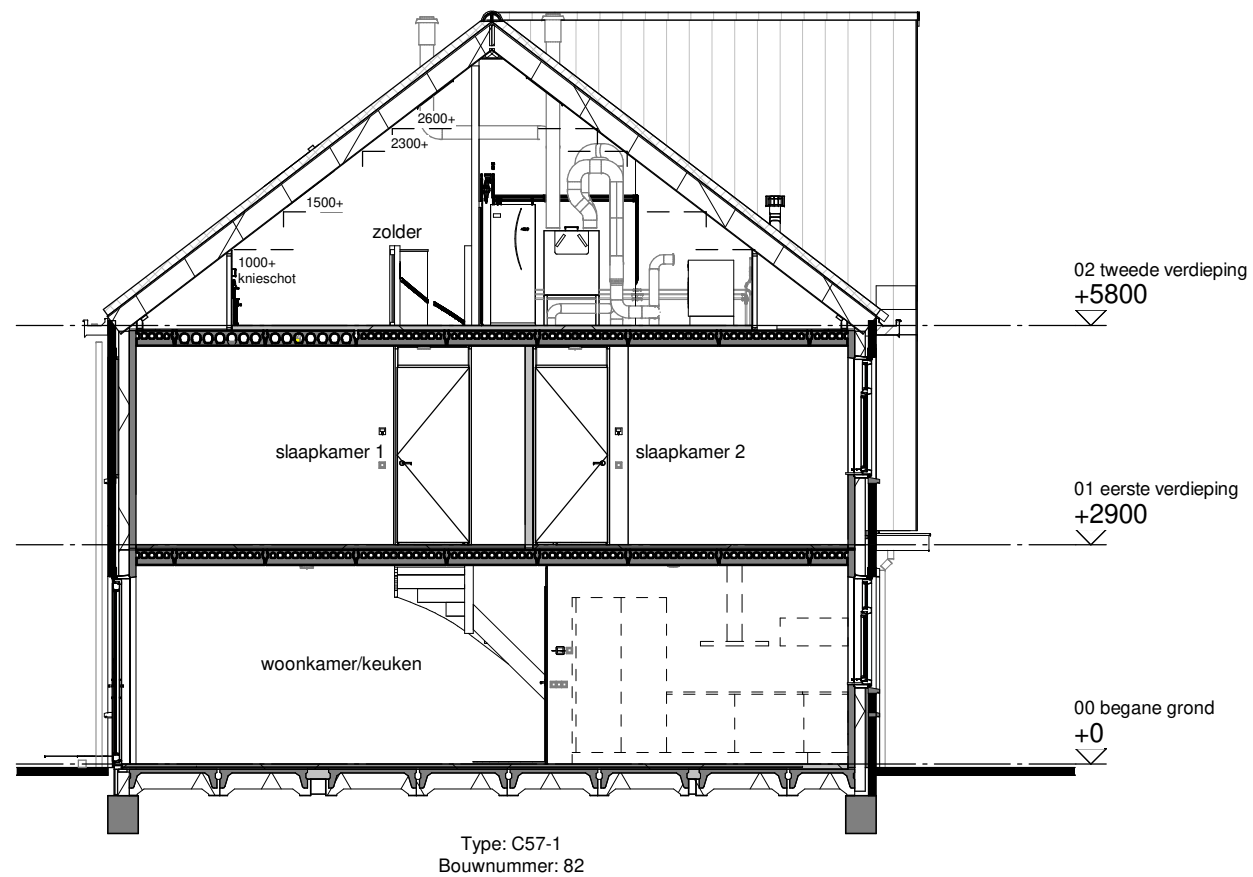 2600+
2300+
1500+
zolder
1000+
knieschot
02 tweede verdieping
+5800
slaapkamer 1
slaapkamer 2
01 eerste verdieping
+2900
woonkamer/keuken
00 begane grond
+0
Type: C57-1
Bouwnummer: 82